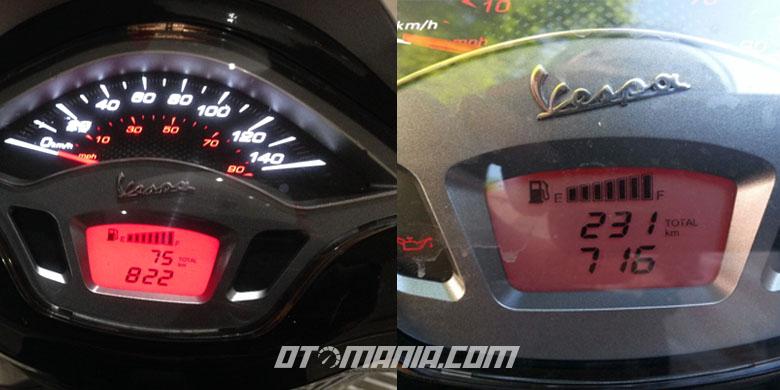 0 km/h 20 40 60 80 100 120 140
mph 10 30 50 70 90
Vespa
E F
75 TOTAL
km
822
km/h
mph
10
Vespa
E F
231 TOTAL
km
716
OTOMANIA.COM